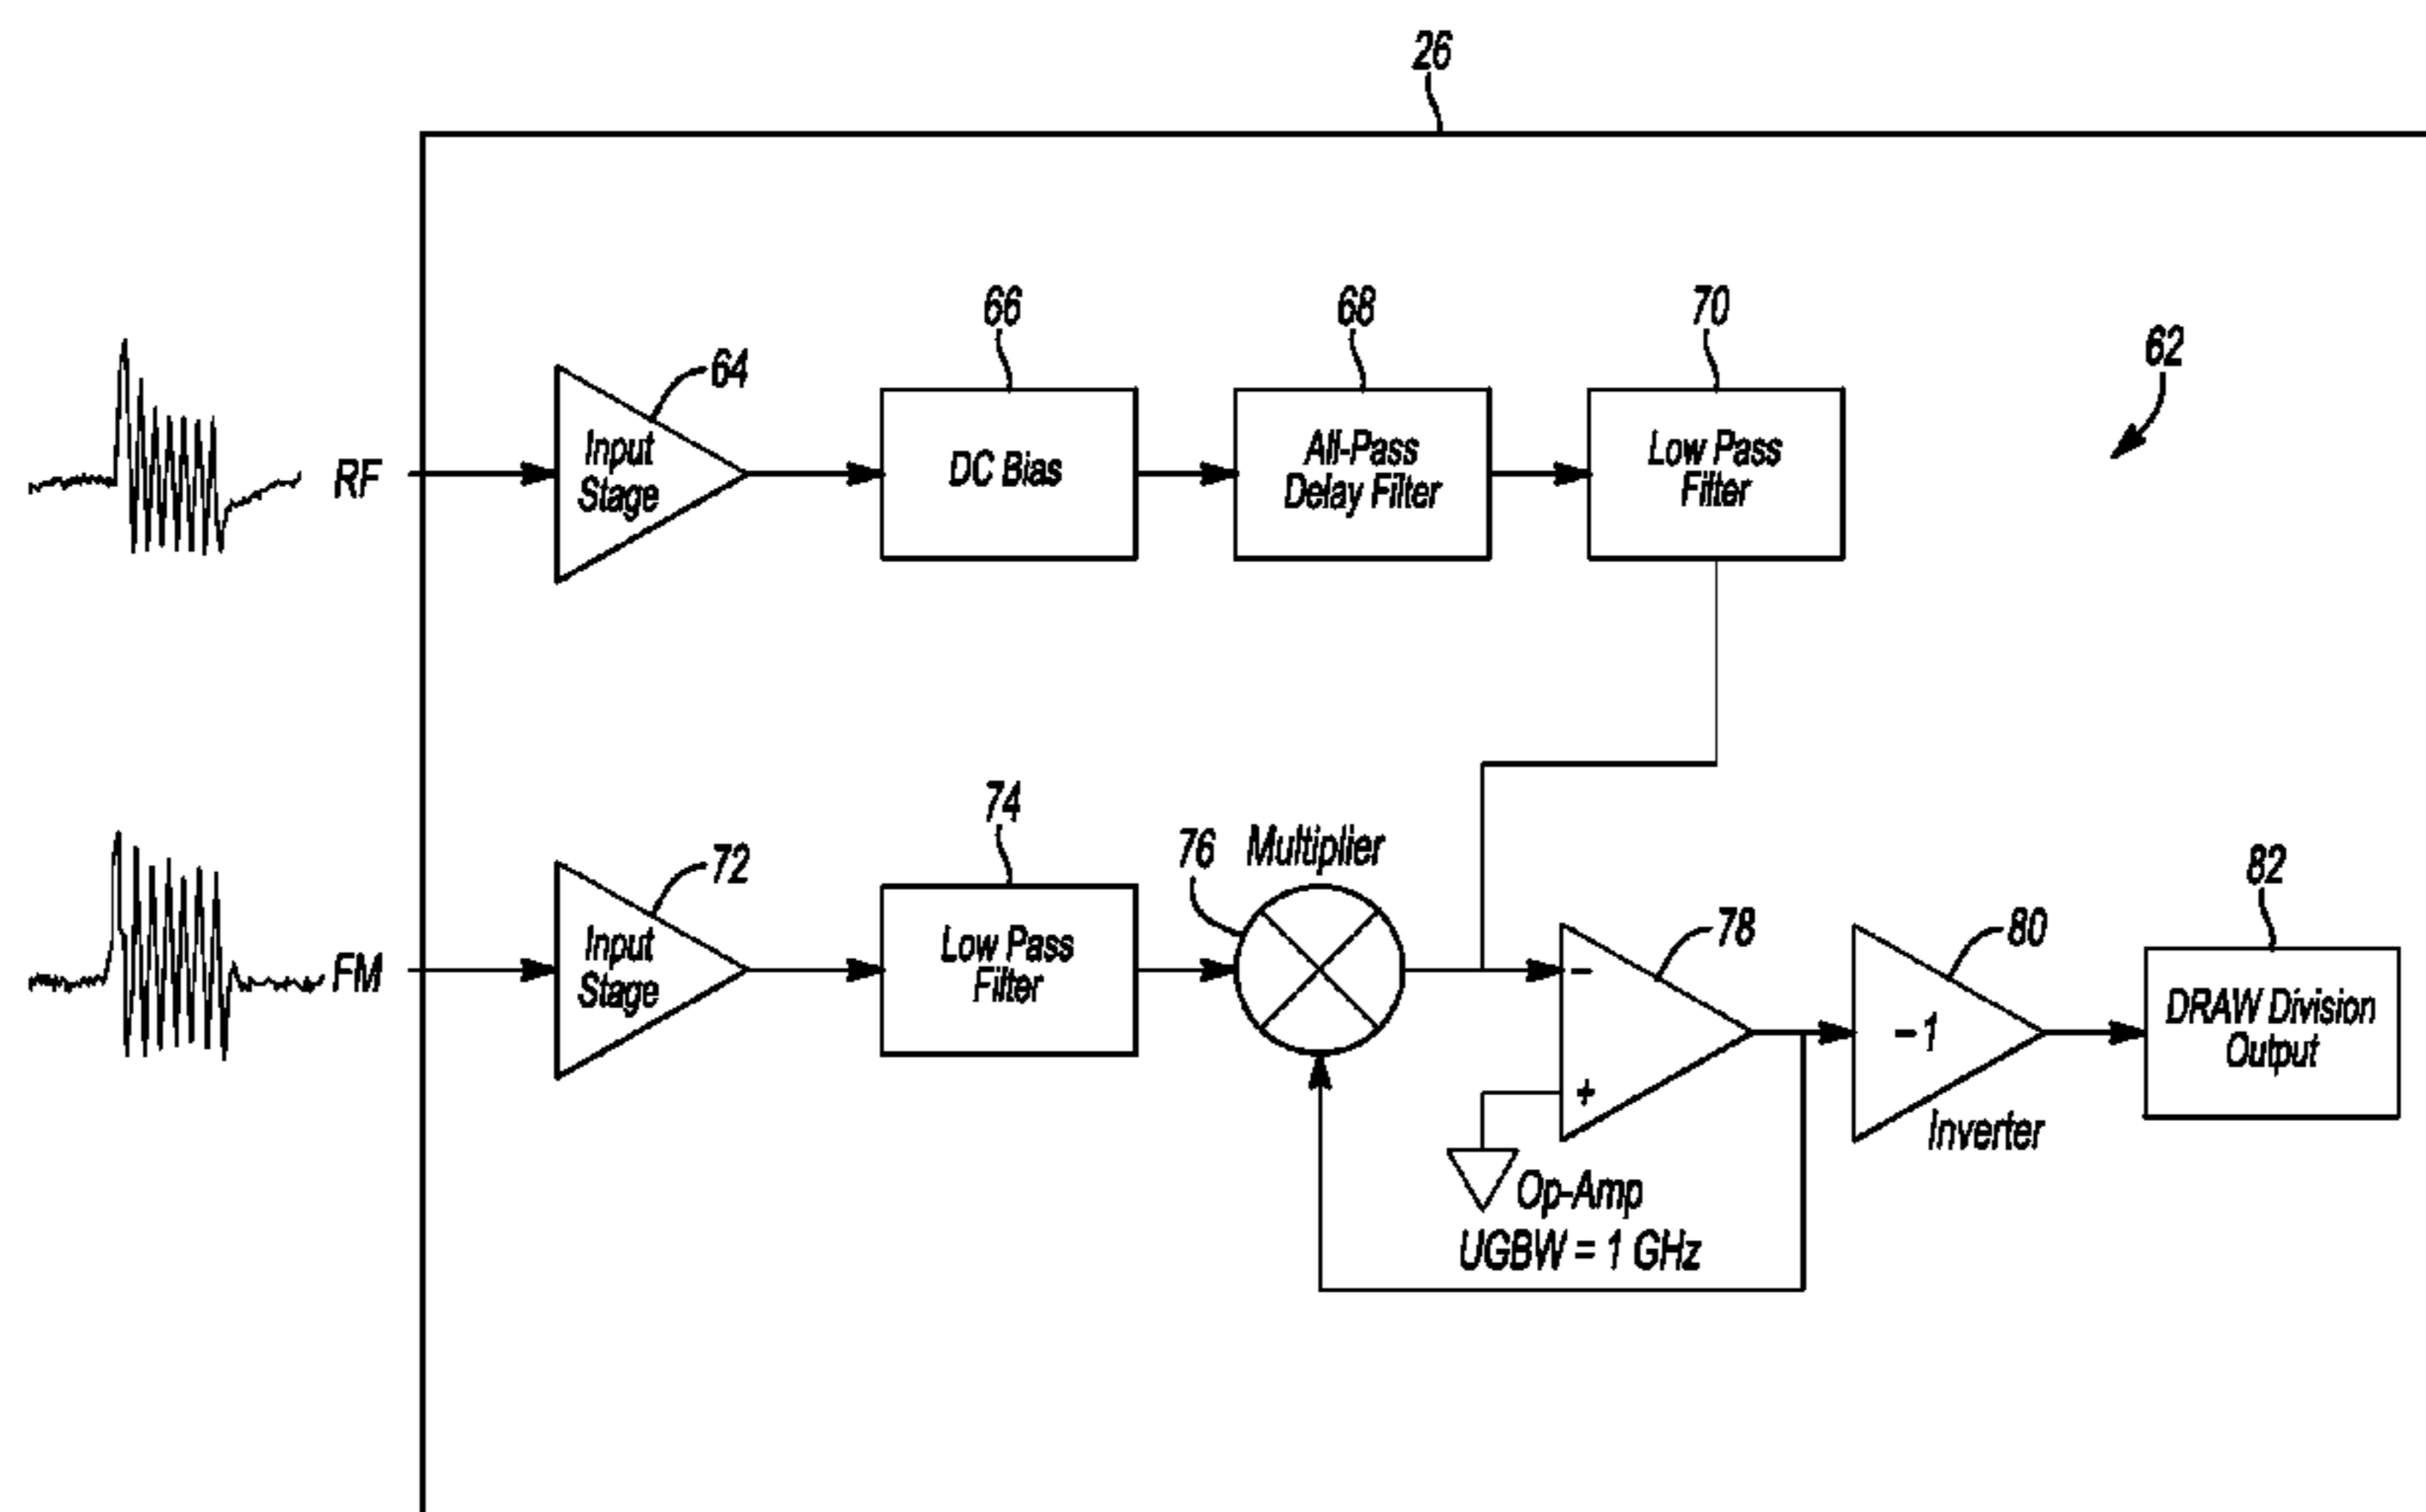 26
66
68
70
62
64
Input
Stage
DC Bias
All-Pass
Delay Filter
Low Pass
Filter
RF
74
76
Multiplier
82
72
78
80
FM
Input
Stage
Low Pass
Filter
−
+
−1
DRAW Division
Output
Inverter
Op-Amp
UGBW = 1 GHz